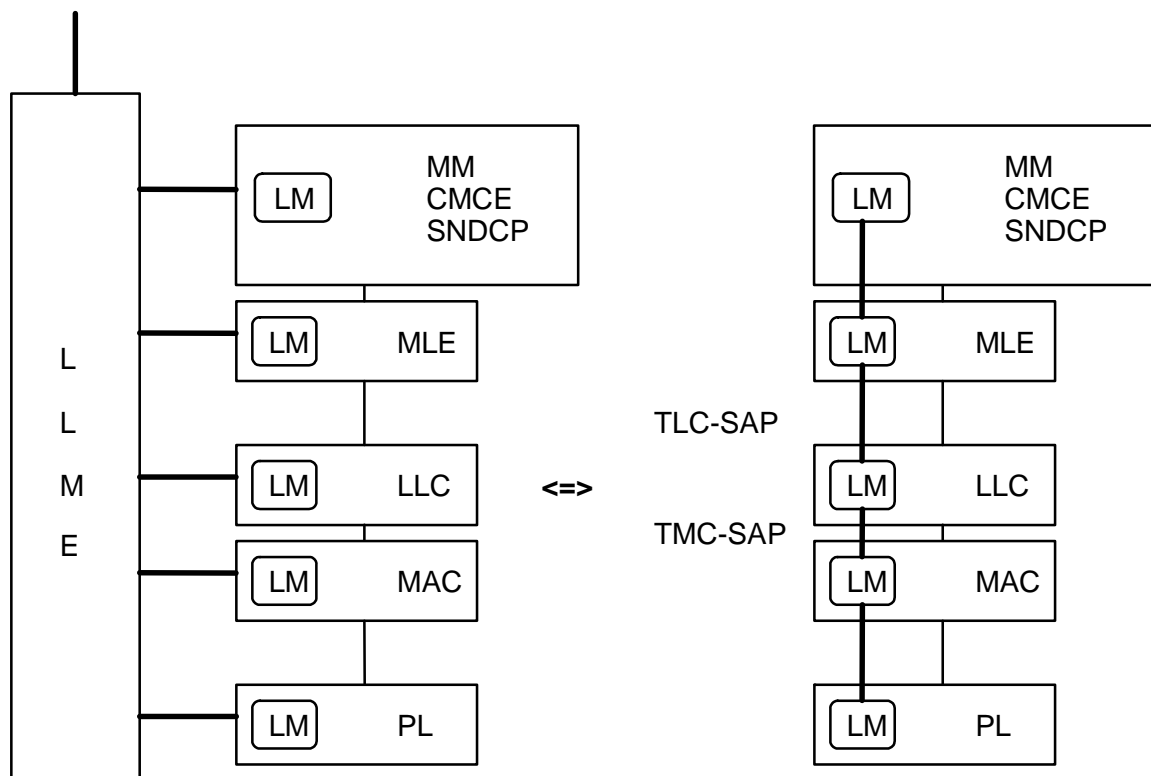 L
L
M
E
LM
MM
CMCE
SNDCP
LM MLE
LM LLC
LM MAC
LM PL
<=>
TLC-SAP
TMC-SAP
LM
MM
CMCE
SNDCP
LM MLE
LM LLC
LM MAC
LM PL